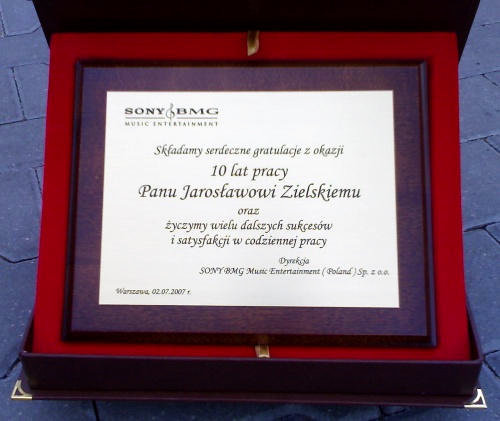 SONY BMG
MUSIC ENTERTAINMENT
Składamy serdeczne gratulacje z okazji
10 lat pracy
Panu Jarosławowi Zielskiemu
oraz
życzymy wielu dalszych sukcesów
i satysfakcji w codziennej pracy
Dyrekcja
SONY BMG Music Entertainment ( Poland ) Sp. z o.o.
Warszawa, 02.07.2007 r.